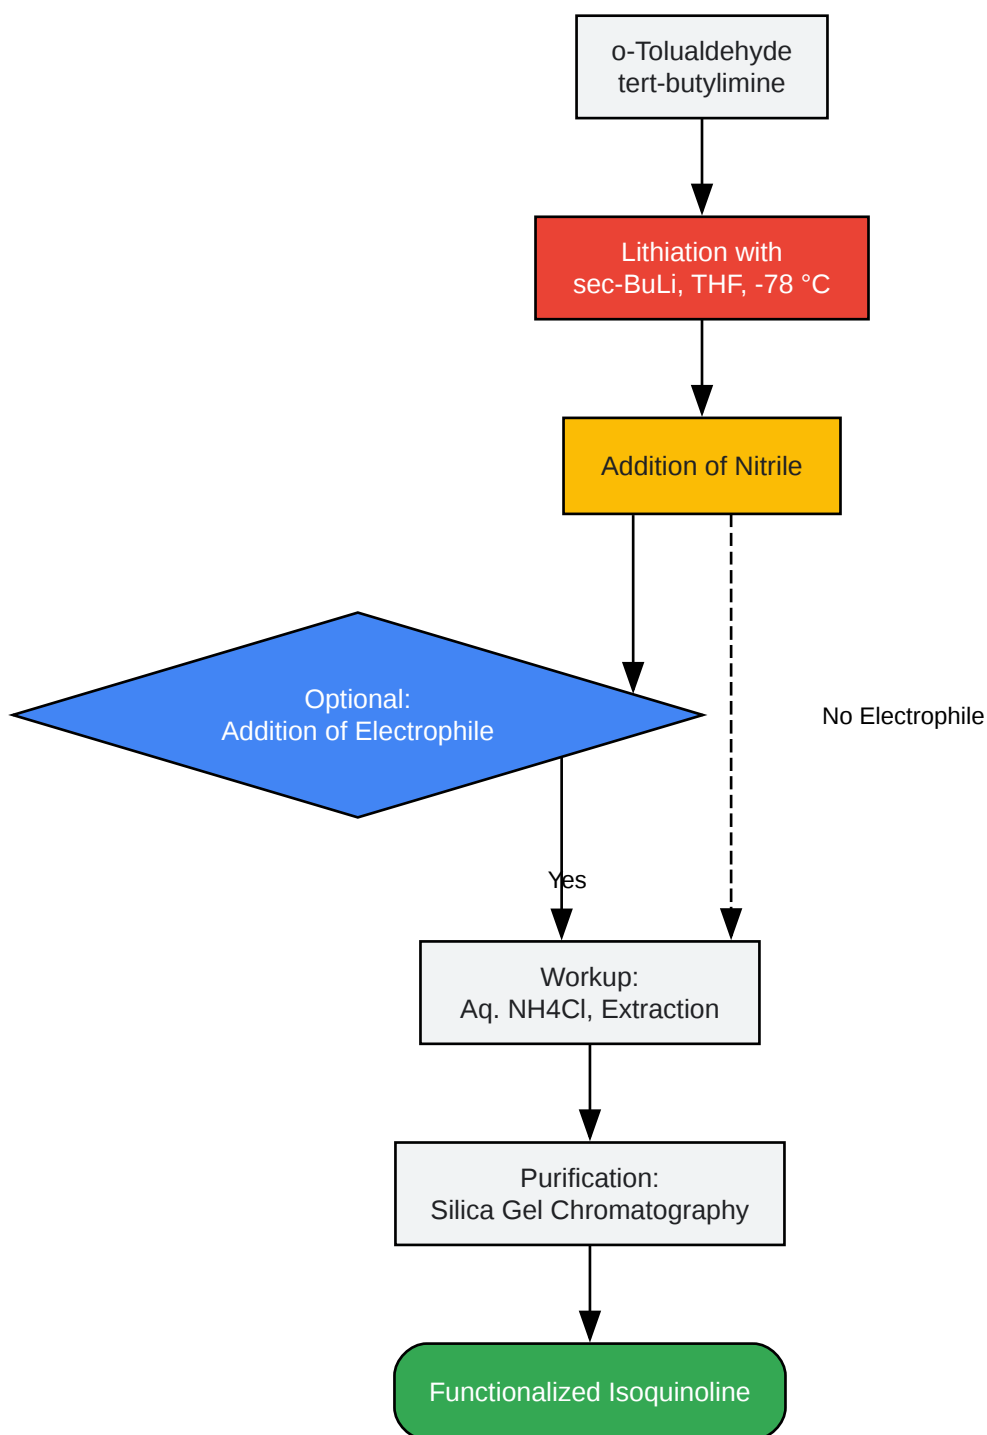 o-Tolualdehyde
tert-butylimine
Lithiation with
sec-BuLi, THF, -78 °C
Addition of Nitrile
Optional:
Addition of Electrophile
No Electrophile
Yes
Workup:
Aq. NH4Cl, Extraction
Purification:
Silica Gel Chromatography
Functionalized Isoquinoline